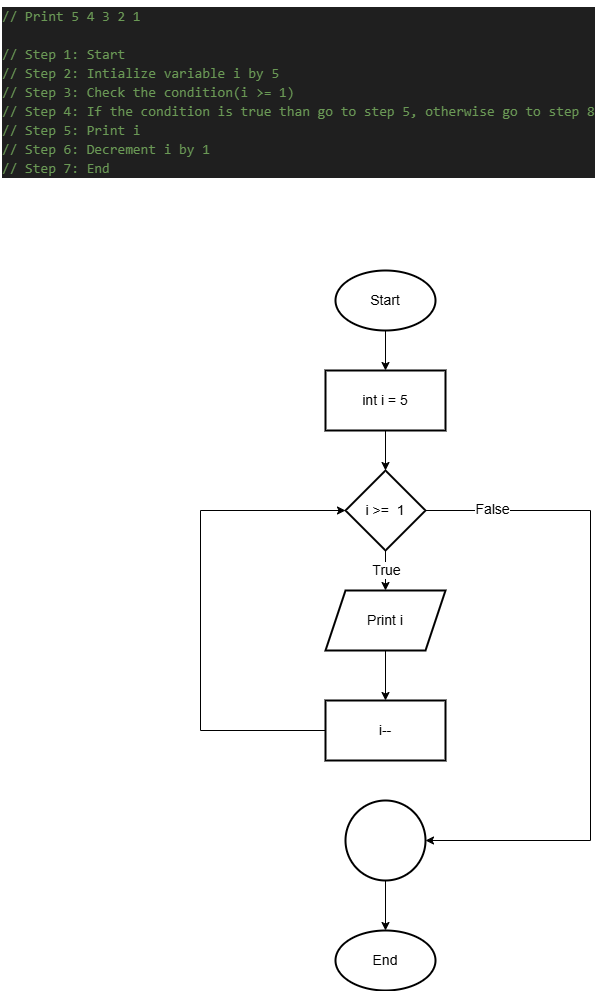 // Print 5 4 3 2 1
// Step 1: Start
// Step 2: Intialize variable i by 5
// Step 3: Check the condition(i >= 1)
// Step 4: If the condition is true than go to step 5, otherwise go to step 8
// Step 5: Print i
// Step 6: Decrement i by 1
// Step 7: End
Start
int i = 5
i >= 1
False
True
Print i
i--
End